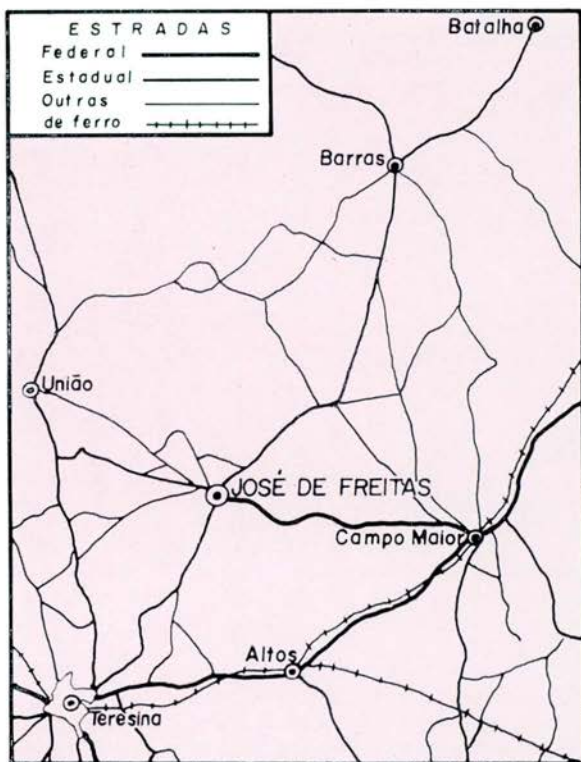 ESTRADAS
Federal
Estadual
Outras
de ferro
Batalha
Barras
União
JOSÉ DE FREITAS
Campo Maior
Altos
Teresina